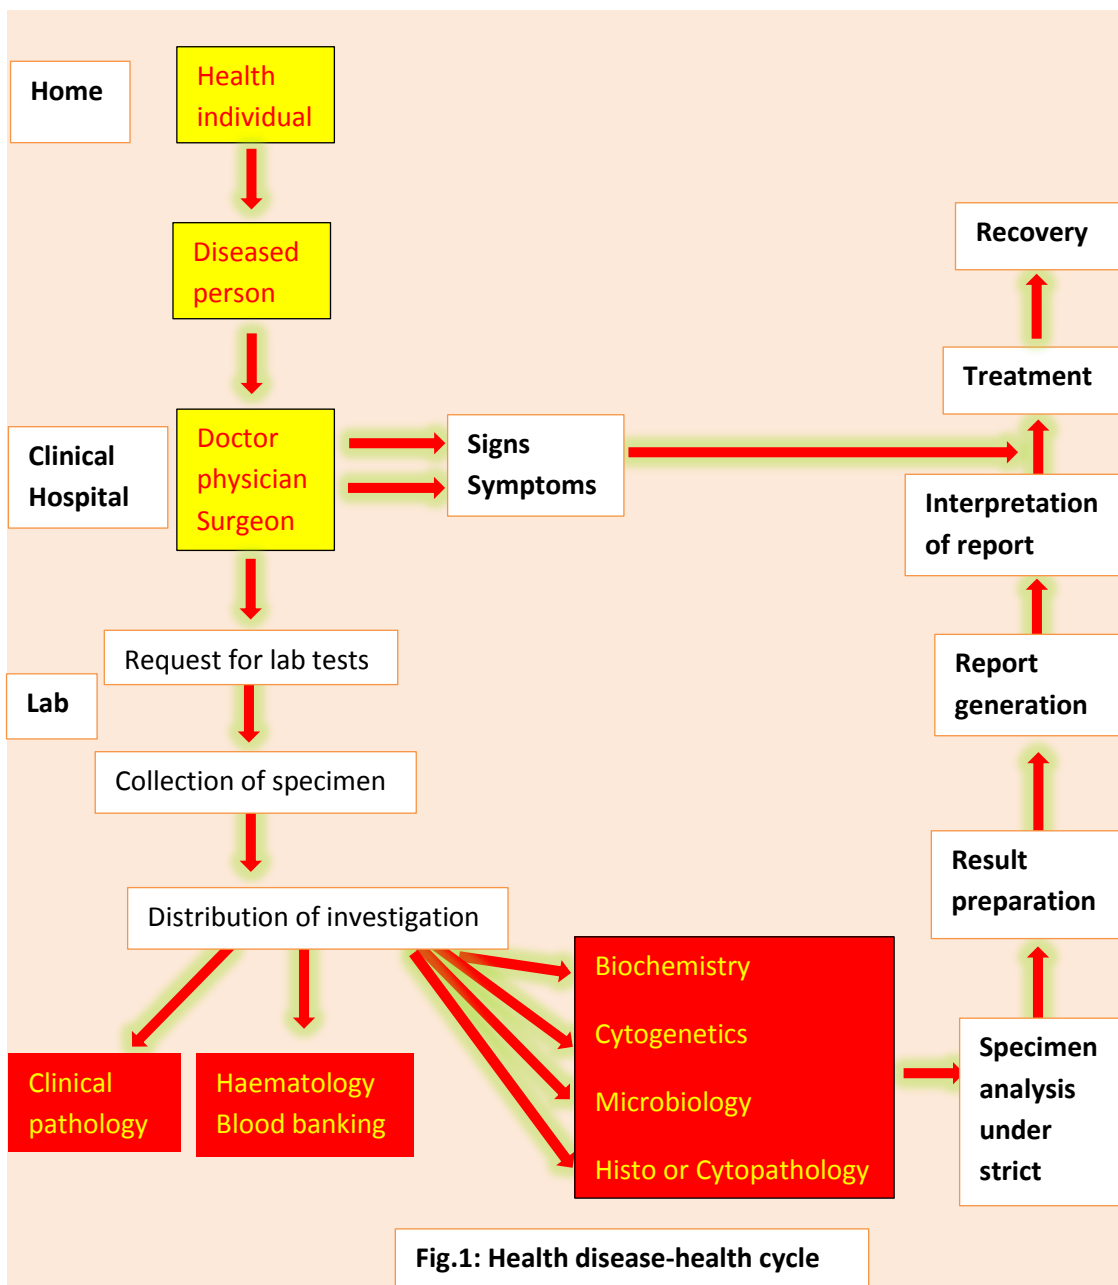 Home
Health
individual
Diseased
person
Clinical
Hospital
Doctor
physician
Surgeon
Signs
Symptoms
Recovery
Treatment
Interpretation
of report
Report
generation
Result
preparation
Lab
Request for lab tests
Collection of specimen
Distribution of investigation
Clinical
pathology
Haematology
Blood banking
Biochemistry
Cytogenetics
Microbiology
Histo or Cytopathology
Specimen
analysis
under
strict
Fig.1: Health disease-health cycle